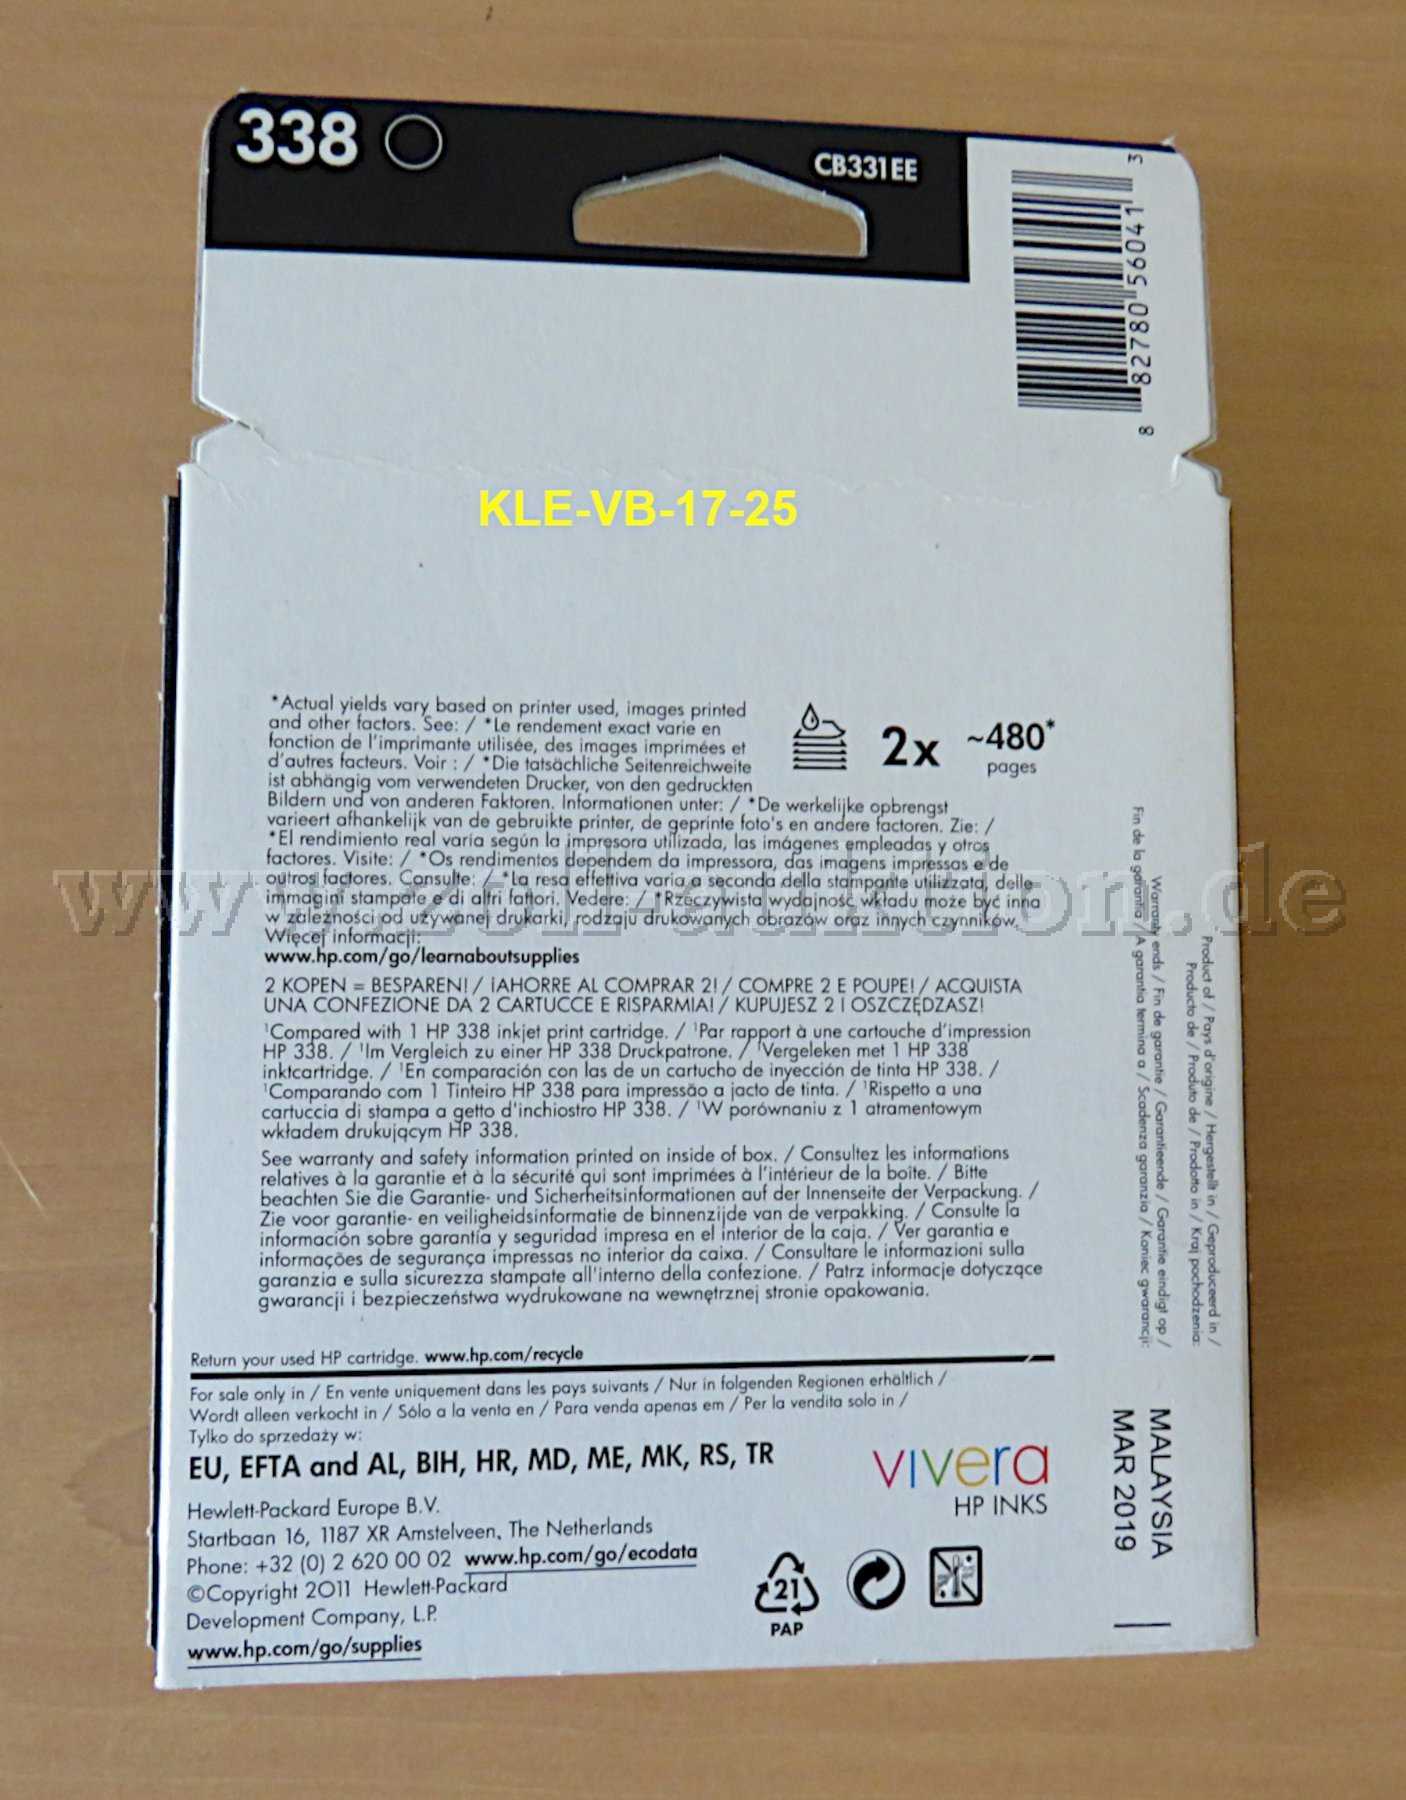 338
CB331EE
8 82780 56041 3
KLE-VB-17-25
*Actual yields vary based on printer used, images printed
and other factors. See: / *Le rendement exact varie en
fonction de l'imprimante utilisée, des images imprimées et
d'autres facteurs. Voir : / *Die tatsächliche Seitenreichweite
ist abhängig vom verwendeten Drucker, von den gedruckten
Bildern und von anderen Faktoren. Informationen unter: / *De werkelijke opbrengst
varieert afhankelijk van de gebruikte printer, de geprinte foto's en andere factoren. Zie: /
*El rendimiento real varía según la impresora utilizada, las imágenes empleadas y otros
factores. Visite: / *Os rendimentos dependem da impressora, das imagens impressas e de
outros factores. Consulte: / *La resa effettiva varia a seconda della stampante utilizzata, delle
immagini stampate e di altri fattori. Vedere: / *Rzeczywista wydajność wkładu może być inna
w zależności od używanej drukarki, rodzaju drukowanych obrazów oraz innych czynników.
Więcej informacji:
www.hp.com/go/learnaboutsupplies
2x ~480*
pages
www.zoll-auktion.de
2 KOPEN = BESPAREN! / ¡AHORRE AL COMPRAR 2! / COMPRE 2 E POUPE! / ACQUISTA
UNA CONFEZIONE DA 2 CARTUCCE E RISPARMIA! / KUPUJESZ 2 I OSZCZĘDZASZ!
¹Compared with 1 HP 338 inkjet print cartridge. / ¹Par rapport à une cartouche d'impression
HP 338. / ¹Im Vergleich zu einer HP 338 Druckpatrone. / ¹Vergeleken met 1 HP 338
inktcartridge. / ¹En comparación con las de un cartucho de inyección de tinta HP 338. /
¹Comparando com 1 Tinteiro HP 338 para impressão a jacto de tinta. / ¹Rispetto a una
cartuccia di stampa a getto d'inchiostro HP 338. / ¹W porównaniu z 1 atramentowym
wkładem drukującym HP 338.
See warranty and safety information printed on inside of box. / Consultez les informations
relatives à la garantie et à la sécurité qui sont imprimées à l'intérieur de la boîte. / Bitte
beachten Sie die Garantie- und Sicherheitsinformationen auf der Innenseite der Verpackung. /
Zie voor garantie- en veiligheidsinformatie de binnenzijde van de verpakking. / Consulte la
información sobre garantía y seguridad impresa en el interior de la caja. / Ver garantia e
informações de segurança impressas no interior da caixa. / Consultare le informazioni sulla
garanzia e sulla sicurezza stampate all'interno della confezione. / Patrz informacje dotyczące
gwarancji i bezpieczeństwa wydrukowane na wewnętrznej stronie opakowania.
Return your used HP cartridge. www.hp.com/recycle
For sale only in / En vente uniquement dans les pays suivants / Nur in folgenden Regionen erhältlich /
Wordt alleen verkocht in / Sólo a la venta en / Para venda apenas em / Per la vendita solo in /
Tylko do sprzedaży w:
EU, EFTA and AL, BIH, HR, MD, ME, MK, RS, TR
Hewlett-Packard Europe B.V.
Startbaan 16, 1187 XR Amstelveen, The Netherlands
Phone: +32 (0) 2 620 00 02 www.hp.com/go/ecodata
©Copyright 2011 Hewlett-Packard
Development Company, L.P.
www.hp.com/go/supplies
vivera
HP INKS
21
PAP
Product of / Pays d'origine / Hergestellt in / Geproduceerd in /
Producto de / Produto de / Prodotto in / Kraj pochodzenia:
Warranty ends / Fin de garantie / Garantieende / Garantie eindigt op /
Fin de la garantía / A garantia termina a / Scadenza garanzia / Koniec gwarancji:
MALAYSIA
MAR 2019